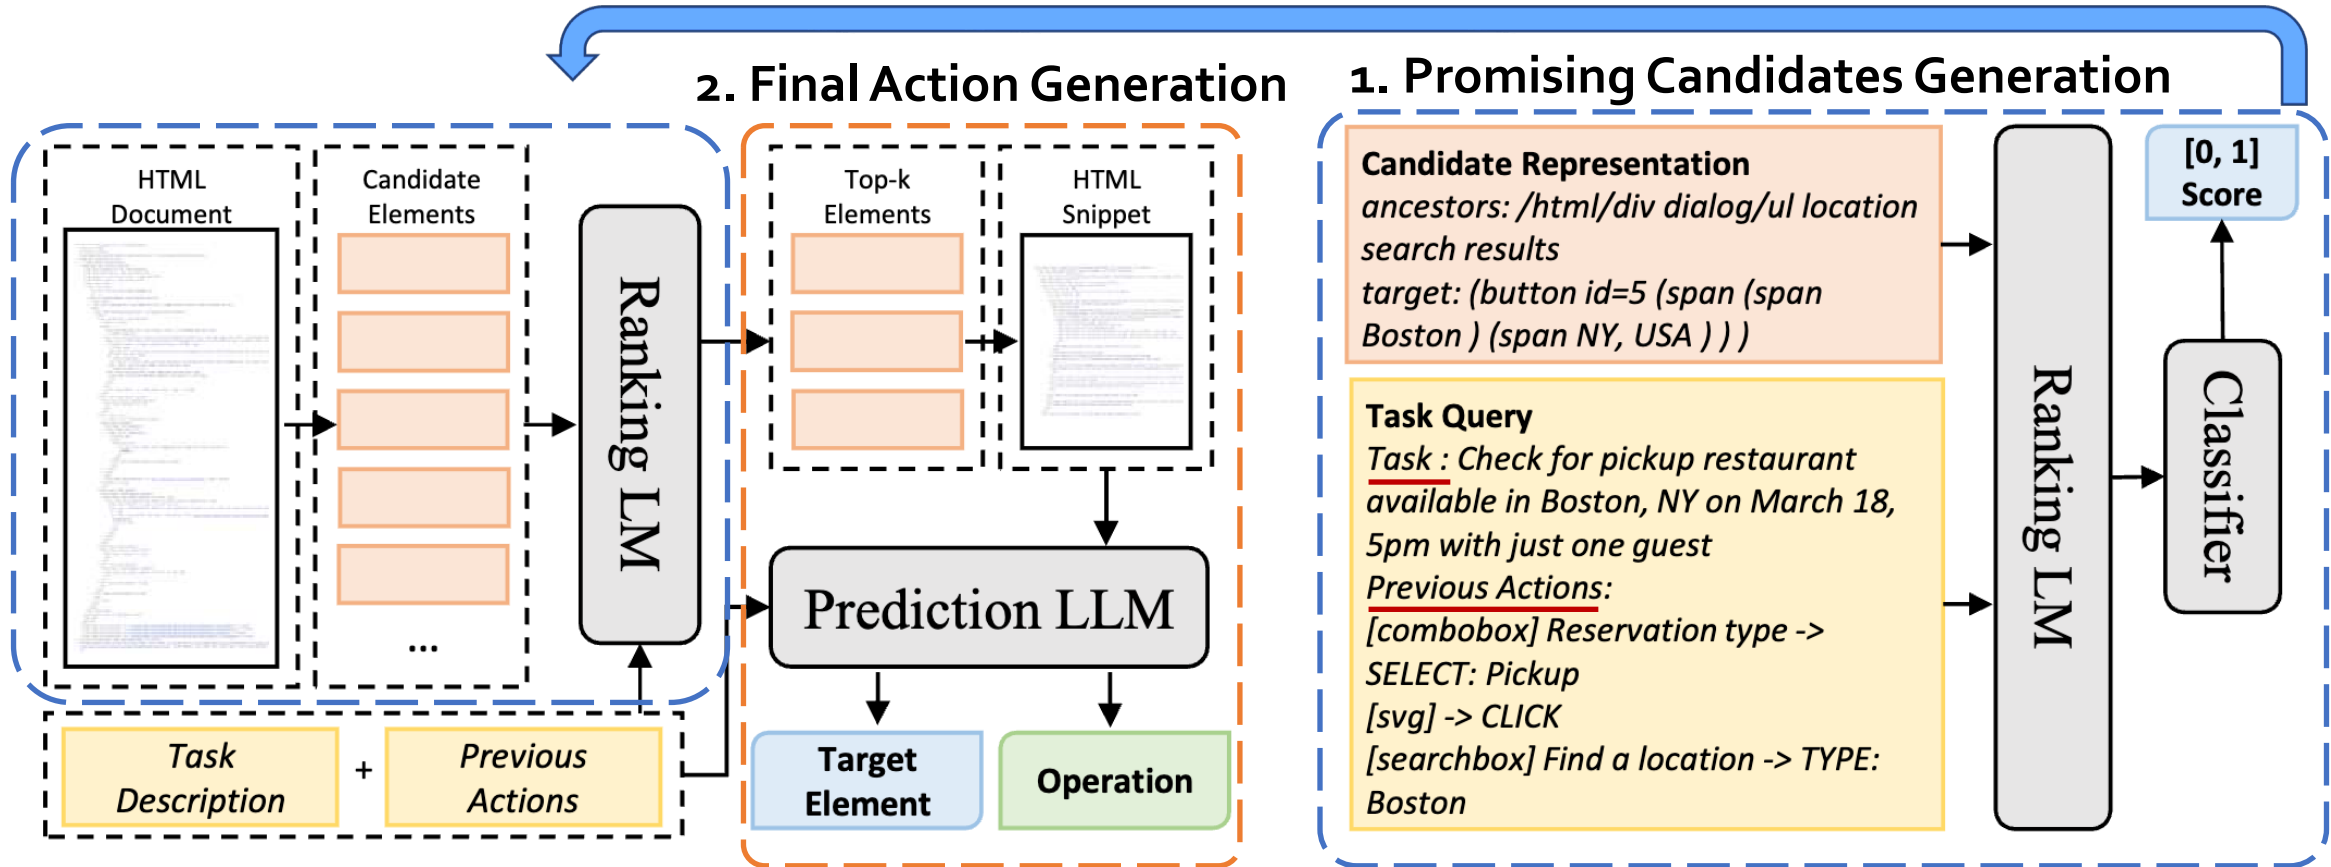 2. Final Action Generation
1. Promising Candidates Generation
HTML
Document
Candidate
Elements
...
Ranking LM
Task
Description
+
Previous
Actions
Top-k
Elements
HTML
Snippet
Prediction LLM
Target
Element
Operation
Candidate Representation
ancestors: /html/div dialog/ul location
search results
target: (button id=5 (span (span
Boston ) (span NY, USA ) ) )
Task Query
Task : Check for pickup restaurant
available in Boston, NY on March 18,
5pm with just one guest
Previous Actions:
[combobox] Reservation type ->
SELECT: Pickup
[svg] -> CLICK
[searchbox] Find a location -> TYPE:
Boston
Ranking LM
Classifier
[0, 1]
Score